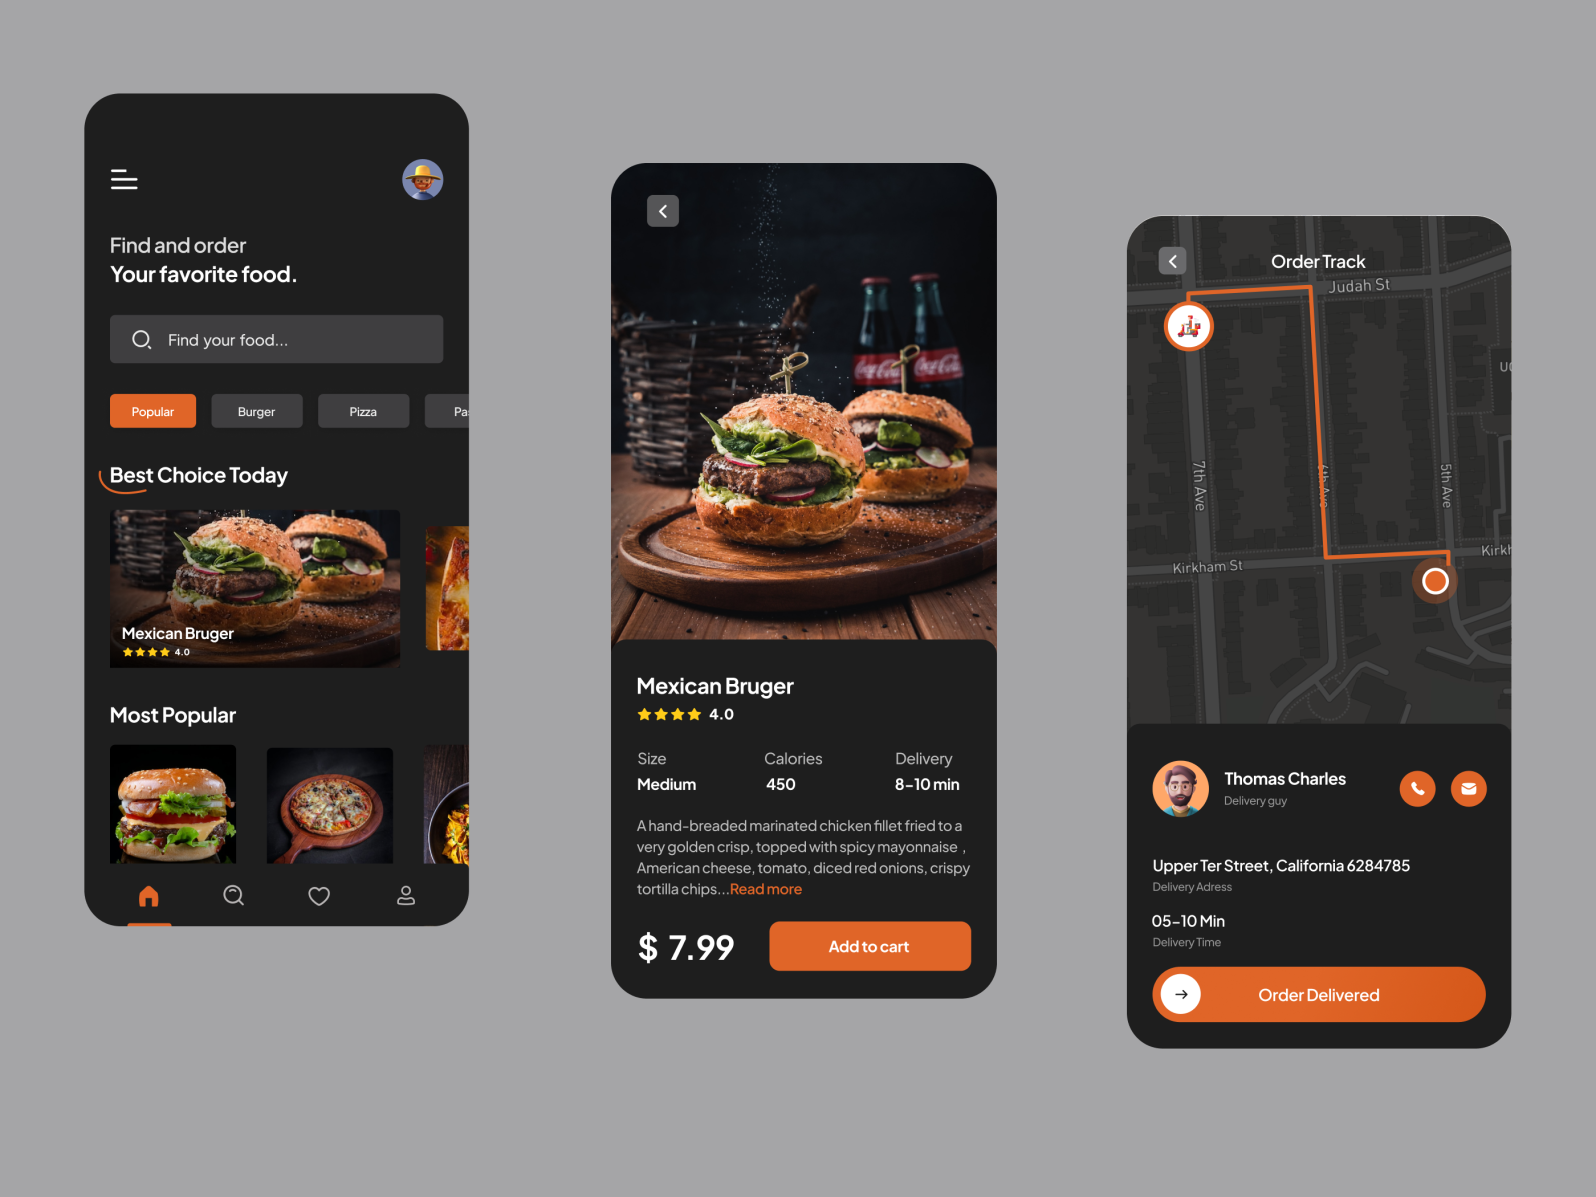 Find and order
Your favorite food.
Find your food...
Popular
Burger
Pizza
Best Choice Today
Mexican Bruger
4.0
Most Popular
Coca-Cola
Coca-Cola
Mexican Bruger
4.0
Size
Calories
Delivery
Medium
450
8-10 min
A hand-breaded marinated chicken fillet fried to a
very golden crisp, topped with spicy mayonnaise ,
American cheese, tomato, diced red onions, crispy
tortilla chips...Read more
$ 7.99
Add to cart
Order Track
Judah St
7th Ave
6th Ave
5th Ave
Kirkham St
Thomas Charles
Delivery guy
Upper Ter Street, California 6284785
Delivery Adress
05-10 Min
Delivery Time
Order Delivered